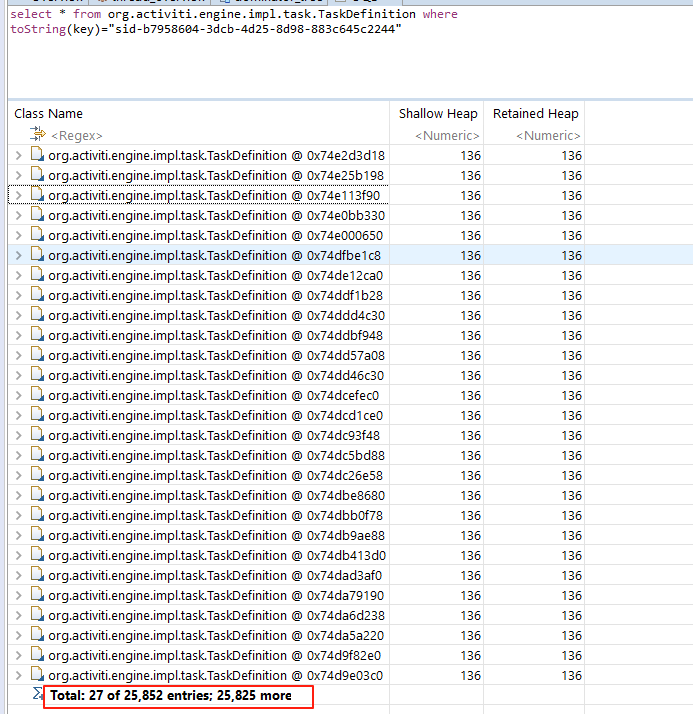 select * from org.activiti.engine.impl.task.TaskDefinition where
toString(key)="sid-b7958604-3dcb-4d25-8d98-883c645c2244"
Class Name Shallow Heap Retained Heap
<Regex> <Numeric> <Numeric>
org.activiti.engine.impl.task.TaskDefinition @ 0x74e2d3d18 136 136
org.activiti.engine.impl.task.TaskDefinition @ 0x74e25b198 136 136
org.activiti.engine.impl.task.TaskDefinition @ 0x74e113f90 136 136
org.activiti.engine.impl.task.TaskDefinition @ 0x74e0bb330 136 136
org.activiti.engine.impl.task.TaskDefinition @ 0x74e000650 136 136
org.activiti.engine.impl.task.TaskDefinition @ 0x74dfbe1c8 136 136
org.activiti.engine.impl.task.TaskDefinition @ 0x74de12ca0 136 136
org.activiti.engine.impl.task.TaskDefinition @ 0x74ddf1b28 136 136
org.activiti.engine.impl.task.TaskDefinition @ 0x74ddd4c30 136 136
org.activiti.engine.impl.task.TaskDefinition @ 0x74ddbf948 136 136
org.activiti.engine.impl.task.TaskDefinition @ 0x74dd57a08 136 136
org.activiti.engine.impl.task.TaskDefinition @ 0x74dd46c30 136 136
org.activiti.engine.impl.task.TaskDefinition @ 0x74dcefec0 136 136
org.activiti.engine.impl.task.TaskDefinition @ 0x74dcd1ce0 136 136
org.activiti.engine.impl.task.TaskDefinition @ 0x74dc93f48 136 136
org.activiti.engine.impl.task.TaskDefinition @ 0x74dc5bd88 136 136
org.activiti.engine.impl.task.TaskDefinition @ 0x74dc26e58 136 136
org.activiti.engine.impl.task.TaskDefinition @ 0x74dbe8680 136 136
org.activiti.engine.impl.task.TaskDefinition @ 0x74dbb0f78 136 136
org.activiti.engine.impl.task.TaskDefinition @ 0x74db9ae88 136 136
org.activiti.engine.impl.task.TaskDefinition @ 0x74db413d0 136 136
org.activiti.engine.impl.task.TaskDefinition @ 0x74dad3af0 136 136
org.activiti.engine.impl.task.TaskDefinition @ 0x74da79190 136 136
org.activiti.engine.impl.task.TaskDefinition @ 0x74da6d238 136 136
org.activiti.engine.impl.task.TaskDefinition @ 0x74da5a220 136 136
org.activiti.engine.impl.task.TaskDefinition @ 0x74d9f82e0 136 136
org.activiti.engine.impl.task.TaskDefinition @ 0x74d9e03c0 136 136
Total: 27 of 25,852 entries; 25,825 more